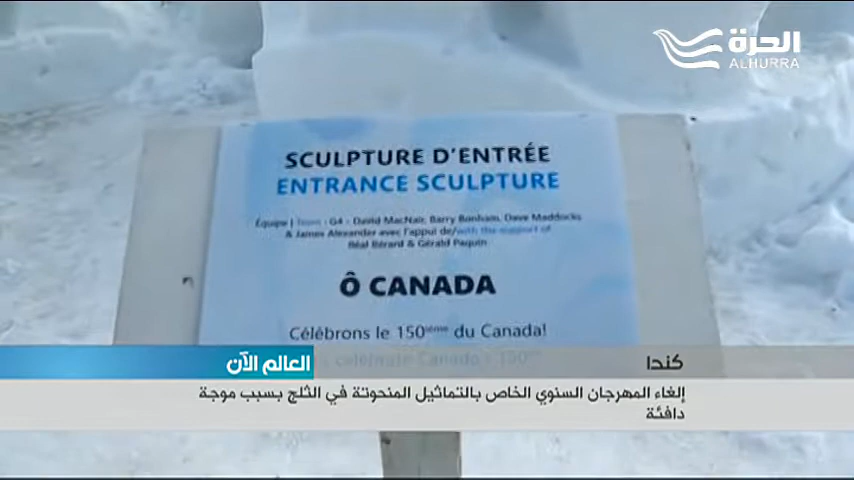 الحرة
ALHURRA
SCULPTURE D'ENTRÉE
ENTRANCE SCULPTURE
Équipe | Team : G4 - David MacNair, Barry Bonham, Dave Maddocks
& James Alexander avec l'appui de/with the support of
Réal Bérard & Gérald Paquin
Ô CANADA
Célébrons le 150ième du Canada!
celebrate Canada 150
العالم الآن
كندا
إلغاء المهرجان السنوي الخاص بالتماثيل المنحوتة في الثلج بسبب موجة
دافئة